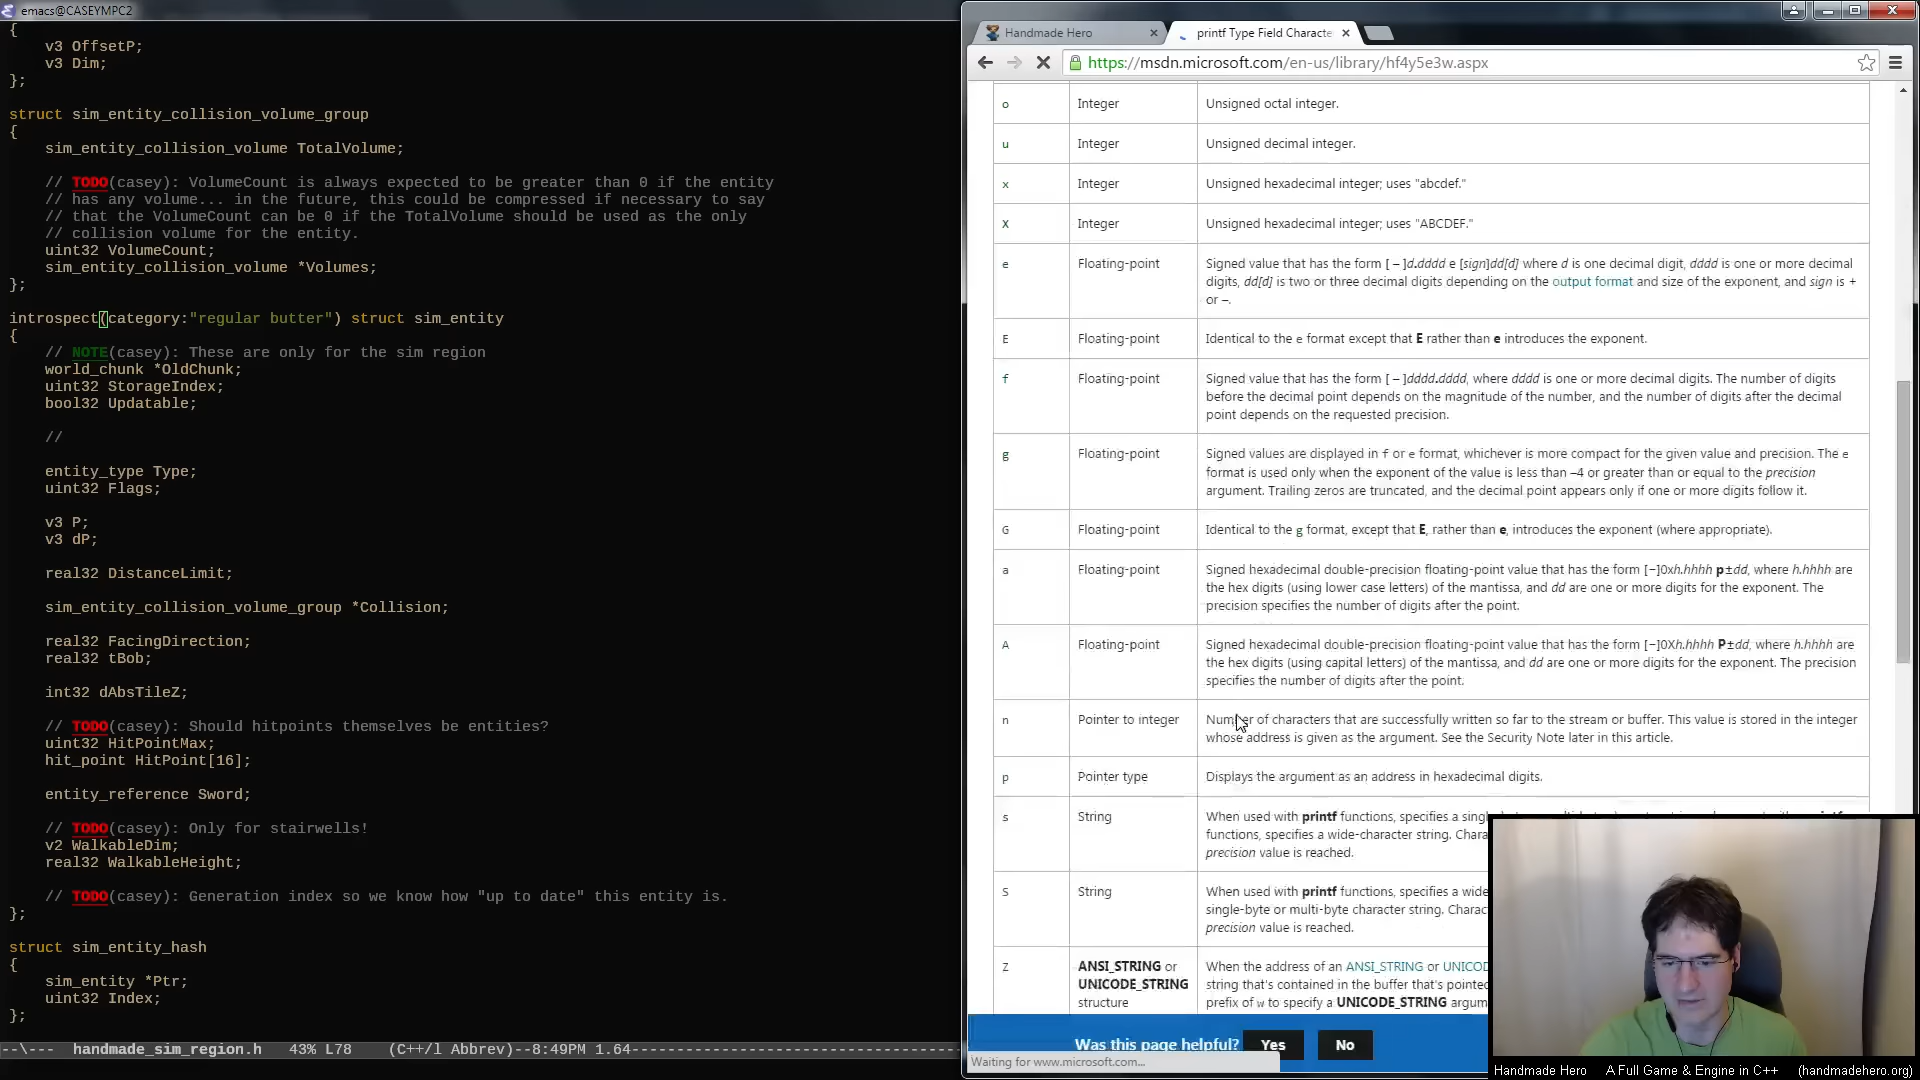 emacs@CASEYMPC2
{
v3 OffsetP;
v3 Dim;
};
struct sim_entity_collision_volume_group
{
sim_entity_collision_volume TotalVolume;
// TODO(casey): VolumeCount is always expected to be greater than 0 if the entity
// has any volume... in the future, this could be compressed if necessary to say
// that the VolumeCount can be 0 if the TotalVolume should be used as the only
// collision volume for the entity.
uint32 VolumeCount;
sim_entity_collision_volume *Volumes;
};
introspect(category:"regular butter") struct sim_entity
{
// NOTE(casey): These are only for the sim region
world_chunk *OldChunk;
uint32 StorageIndex;
bool32 Updatable;
//
entity_type Type;
uint32 Flags;
v3 P;
v3 dP;
real32 DistanceLimit;
sim_entity_collision_volume_group *Collision;
real32 FacingDirection;
real32 tBob;
int32 dAbsTileZ;
// TODO(casey): Should hitpoints themselves be entities?
uint32 HitPointMax;
hit_point HitPoint[16];
entity_reference Sword;
// TODO(casey): Only for stairwells!
v2 WalkableDim;
real32 WalkableHeight;
// TODO(casey): Generation index so we know how "up to date" this entity is.
};
struct sim_entity_hash
{
sim_entity *Ptr;
uint32 Index;
};
--\--- handmade_sim_region.h 43% L78 (C++/l Abbrev)--8:49PM 1.64
Handmade Hero
printf Type Field Characte
https://msdn.microsoft.com/en-us/library/hf4y5e3w.aspx
o Integer Unsigned octal integer.
u Integer Unsigned decimal integer.
x Integer Unsigned hexadecimal integer; uses "abcdef."
X Integer Unsigned hexadecimal integer; uses "ABCDEF."
e Floating-point Signed value that has the form [ – ]d.dddd e [sign]dd[d] where d is one decimal digit, dddd is one or more decimal
digits, dd[d] is two or three decimal digits depending on the output format and size of the exponent, and sign is +
or –.
E Floating-point Identical to the e format except that E rather than e introduces the exponent.
f Floating-point Signed value that has the form [ – ]dddd.dddd, where dddd is one or more decimal digits. The number of digits
before the decimal point depends on the magnitude of the number, and the number of digits after the decimal
point depends on the requested precision.
g Floating-point Signed values are displayed in f or e format, whichever is more compact for the given value and precision. The e
format is used only when the exponent of the value is less than –4 or greater than or equal to the precision
argument. Trailing zeros are truncated, and the decimal point appears only if one or more digits follow it.
G Floating-point Identical to the g format, except that E, rather than e, introduces the exponent (where appropriate).
a Floating-point Signed hexadecimal double-precision floating-point value that has the form [−]0xh.hhhh p±dd, where h.hhhh are
the hex digits (using lower case letters) of the mantissa, and dd are one or more digits for the exponent. The
precision specifies the number of digits after the point.
A Floating-point Signed hexadecimal double-precision floating-point value that has the form [−]0Xh.hhhh P±dd, where h.hhhh are
the hex digits (using capital letters) of the mantissa, and dd are one or more digits for the exponent. The precision
specifies the number of digits after the point.
n Pointer to integer Number of characters that are successfully written so far to the stream or buffer. This value is stored in the integer
whose address is given as the argument. See the Security Note later in this article.
p Pointer type Displays the argument as an address in hexadecimal digits.
s String When used with printf functions, specifies a sing
functions, specifies a wide-character string. Chara
precision value is reached.
S String When used with printf functions, specifies a wide
single-byte or multi-byte character string. Charac
precision value is reached.
Z ANSI_STRING or When the address of an ANSI_STRING or UNICO
UNICODE_STRING string that's contained in the buffer that's pointed
structure prefix of w to specify a UNICODE_STRING argum
Was this page helpful? Yes No
Waiting for www.microsoft.com...
Handmade Hero A Full Game & Engine in C++ (handmadehero.org)